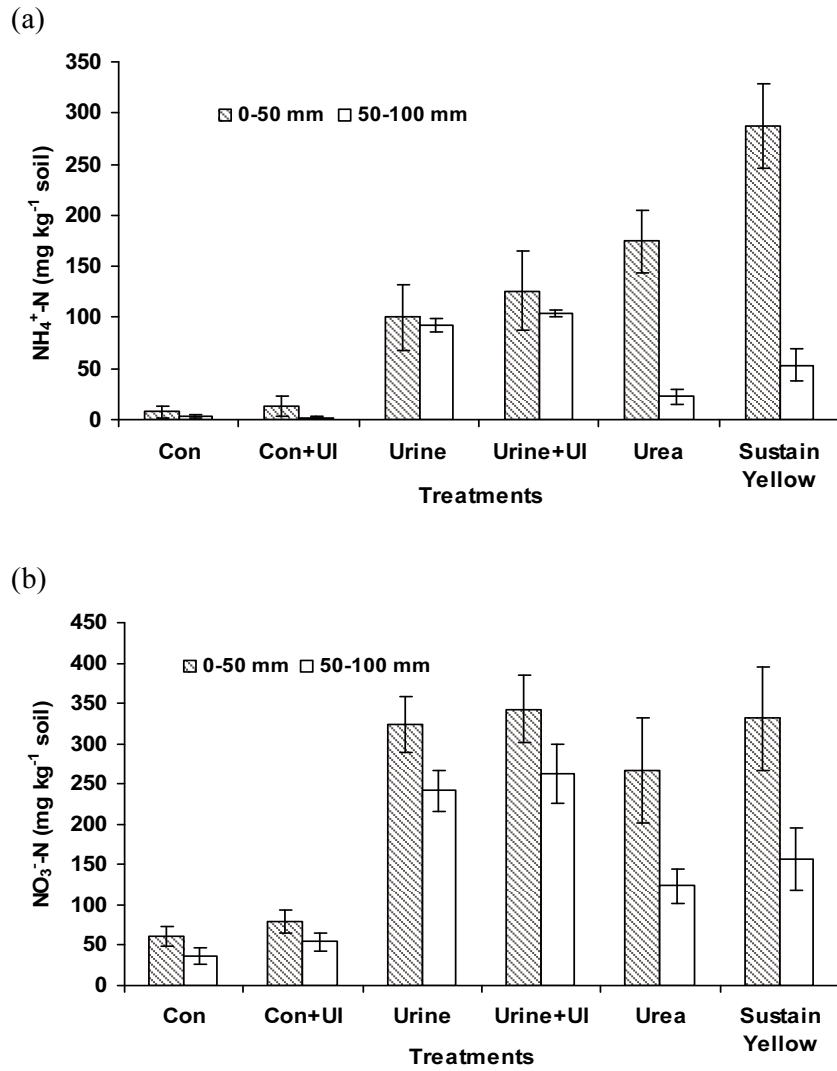 (a)
350
300
250
200
150
100
50
0
NH₄⁺-N (mg kg⁻¹ soil)
0-50 mm 50-100 mm
Con Con+UI Urine Urine+UI Urea Sustain Yellow
Treatments
(b)
450
400
350
300
250
200
150
100
50
0
NO₃⁻-N (mg kg⁻¹ soil)
0-50 mm 50-100 mm
Con Con+UI Urine Urine+UI Urea Sustain Yellow
Treatments